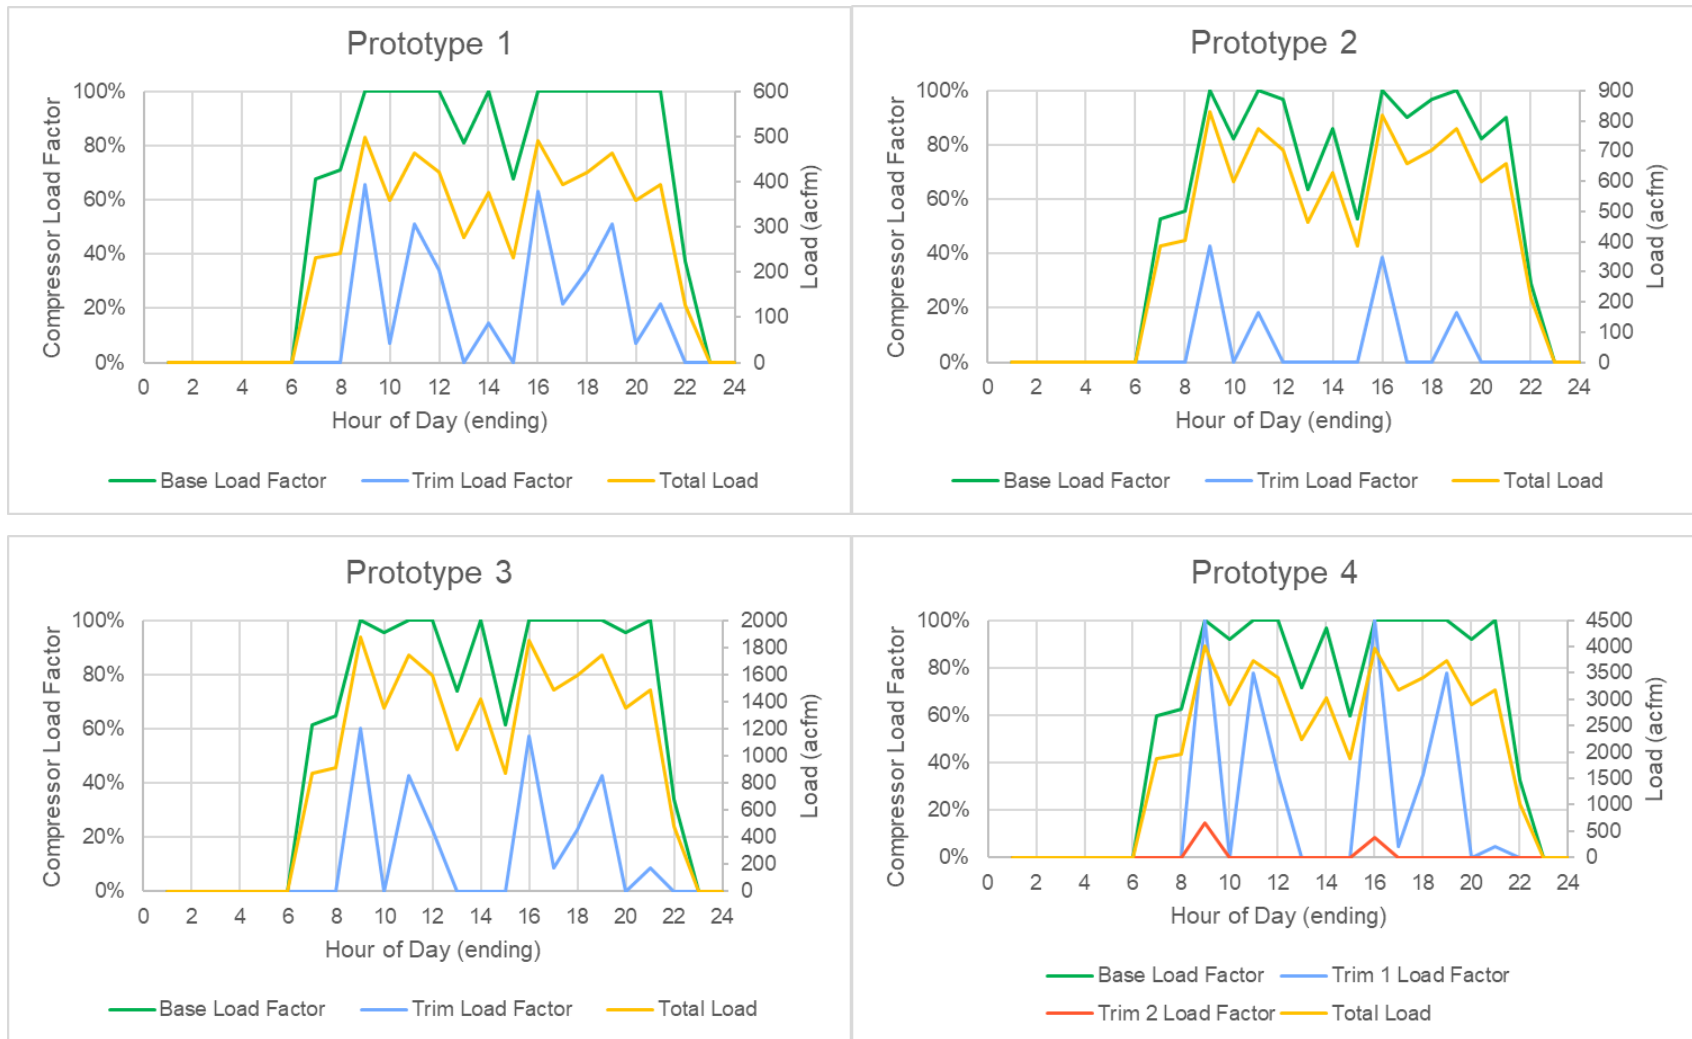 Prototype 1
100%
80%
60%
40%
20%
0%
Compressor Load Factor
600
500
400
300
200
100
0
Load (acfm)
0 2 4 6 8 10 12 14 16 18 20 22 24
Hour of Day (ending)
Base Load Factor Trim Load Factor Total Load
Prototype 2
100%
80%
60%
40%
20%
0%
Compressor Load Factor
900
800
700
600
500
400
300
200
100
0
Load (acfm)
0 2 4 6 8 10 12 14 16 18 20 22 24
Hour of Day (ending)
Base Load Factor Trim Load Factor Total Load
Prototype 3
100%
80%
60%
40%
20%
0%
Compressor Load Factor
2000
1800
1600
1400
1200
1000
800
600
400
200
0
Load (acfm)
0 2 4 6 8 10 12 14 16 18 20 22 24
Hour of Day (ending)
Base Load Factor Trim Load Factor Total Load
Prototype 4
100%
80%
60%
40%
20%
0%
Compressor Load Factor
4500
4000
3500
3000
2500
2000
1500
1000
500
0
Load (acfm)
0 2 4 6 8 10 12 14 16 18 20 22 24
Hour of Day (ending)
Base Load Factor Trim 1 Load Factor
Trim 2 Load Factor Total Load